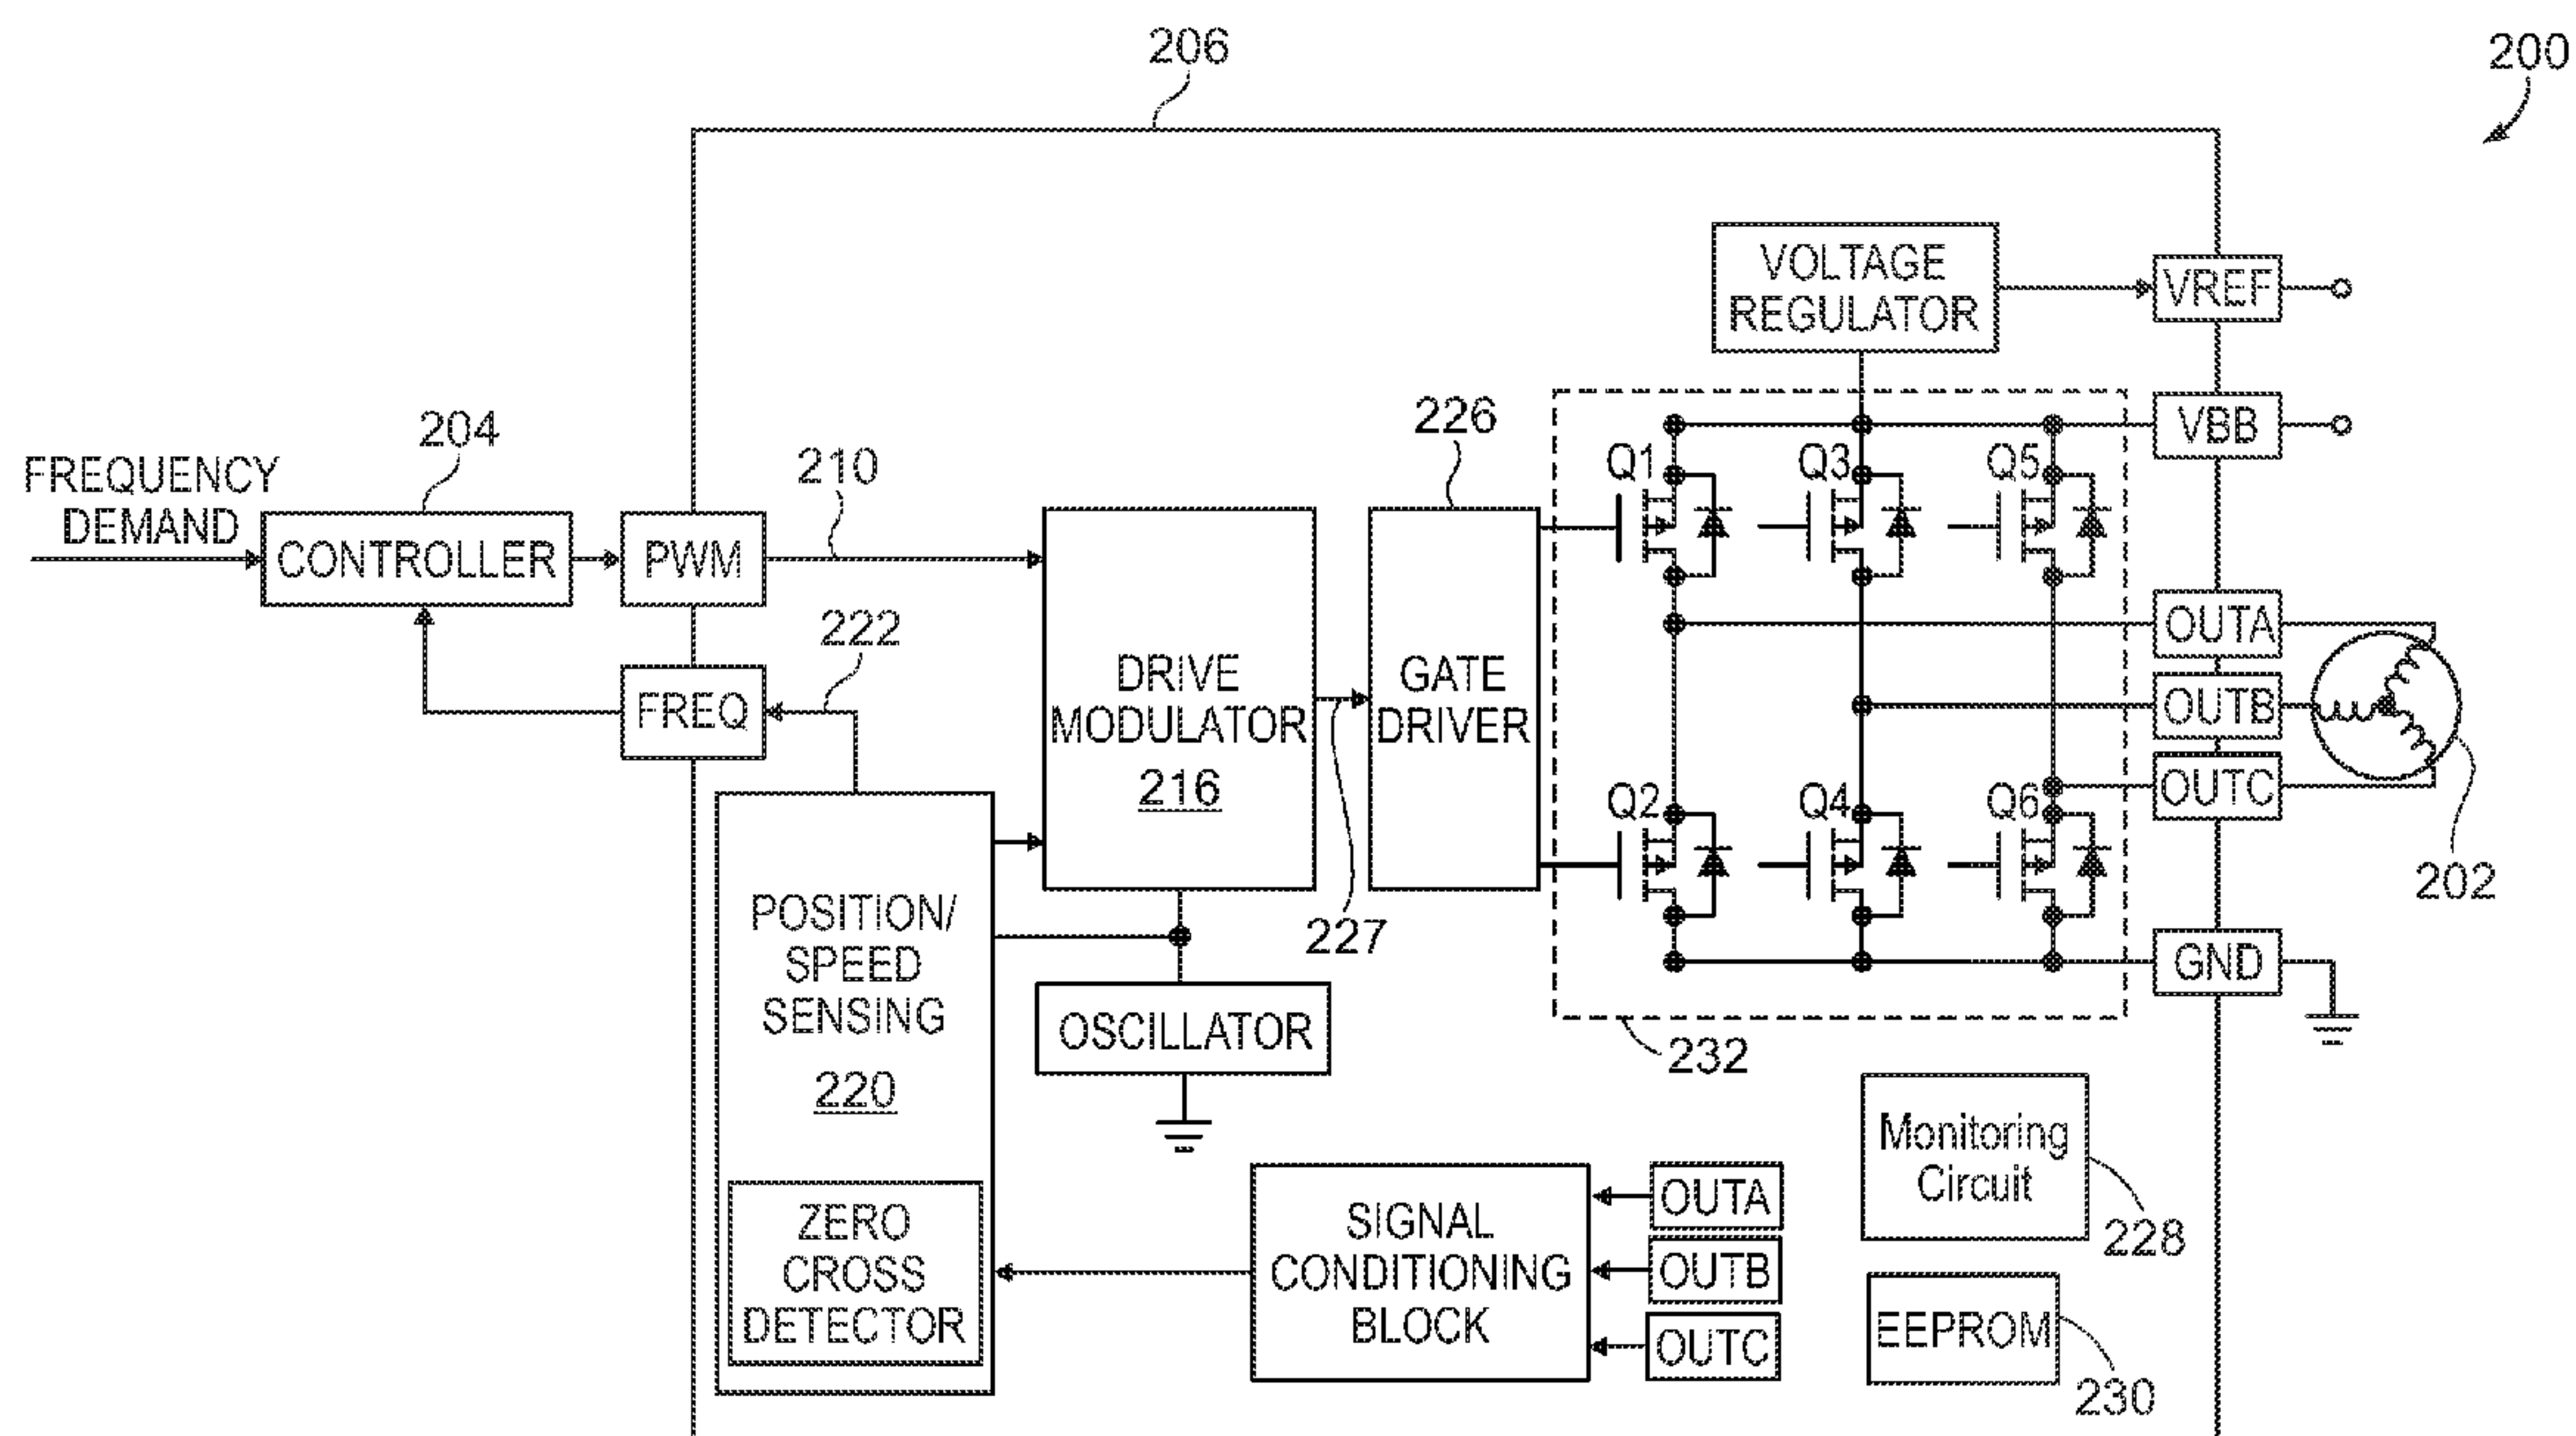 206
200
VOLTAGE
REGULATOR
VREF
204
226
VBB
FREQUENCY
DEMAND
210
Q1
Q3
Q5
CONTROLLER
PWM
222
OUTA
FREQ
DRIVE
MODULATOR
216
GATE
DRIVER
OUTB
Q2
Q4
Q6
OUTC
202
227
POSITION/
SPEED
SENSING
220
GND
OSCILLATOR
232
Monitoring
Circuit
228
ZERO
CROSS
DETECTOR
SIGNAL
CONDITIONING
BLOCK
OUTA
OUTB
OUTC
EEPROM
230